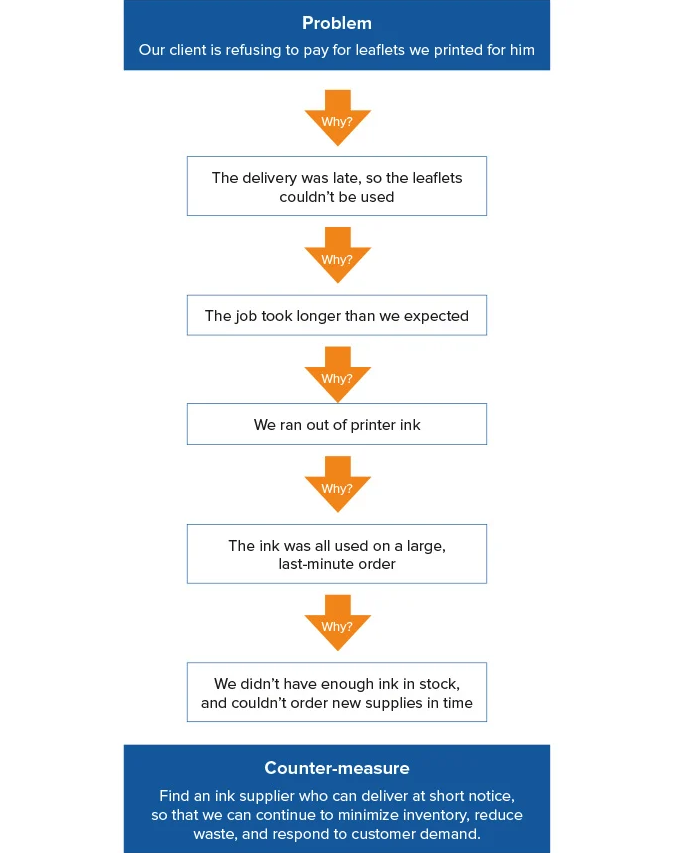 Problem
Our client is refusing to pay for leaflets we printed for him
Why?
The delivery was late, so the leaflets
couldn’t be used
Why?
The job took longer than we expected
Why?
We ran out of printer ink
Why?
The ink was all used on a large,
last-minute order
Why?
We didn’t have enough ink in stock,
and couldn’t order new supplies in time
Counter-measure
Find an ink supplier who can deliver at short notice,
so that we can continue to minimize inventory, reduce
waste, and respond to customer demand.